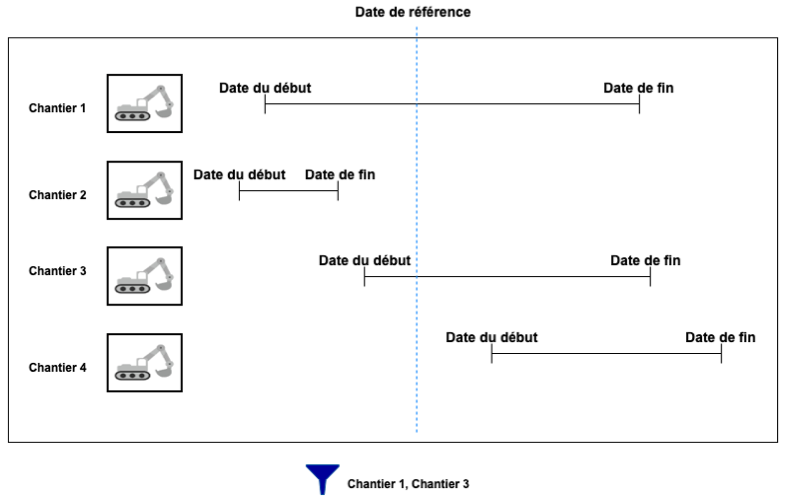 Date de référence
Date du début Date de fin
Chantier 1
Date du début Date de fin
Chantier 2
Date du début Date de fin
Chantier 3
Date du début Date de fin
Chantier 4
Chantier 1, Chantier 3